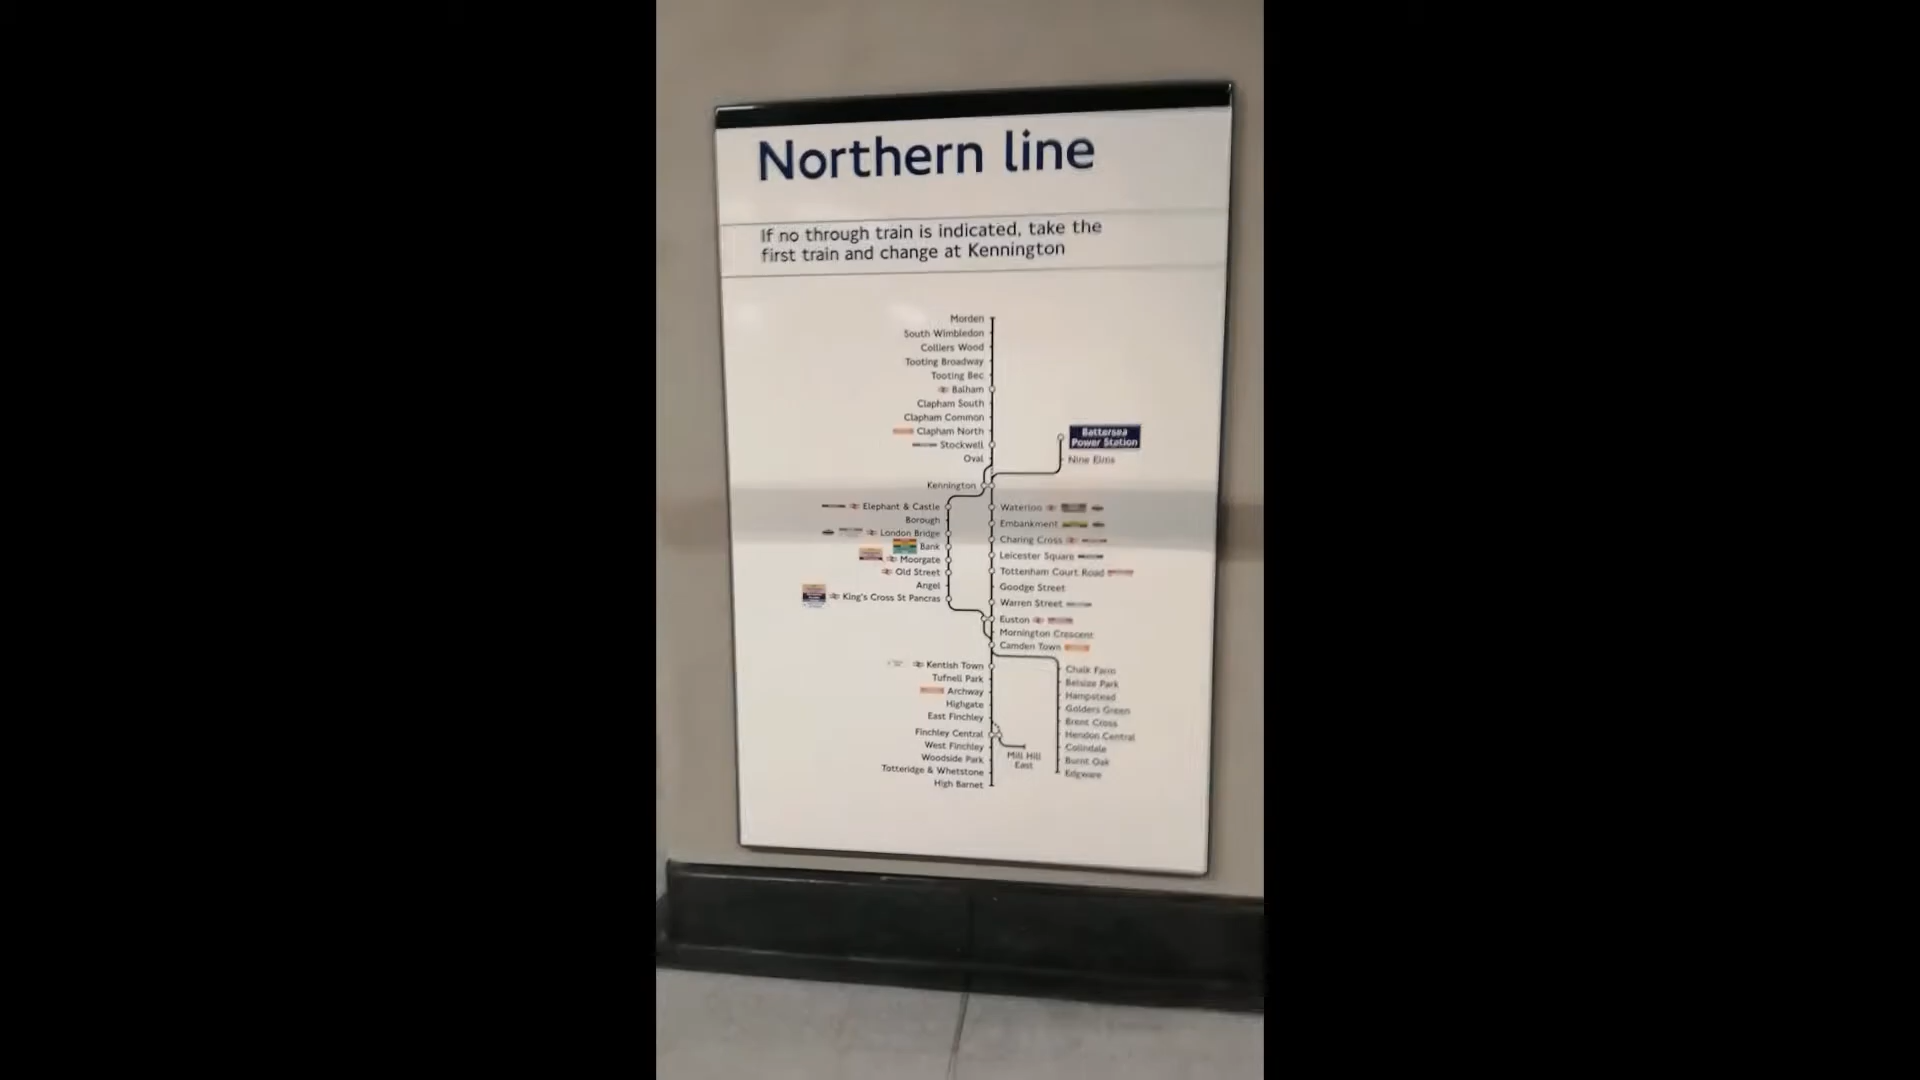 Northern line
If no through train is indicated, take the
first train and change at Kennington
Morden
South Wimbledon
Colliers Wood
Tooting Broadway
Tooting Bec
Balham
Clapham South
Clapham Common
Clapham North
Stockwell
Oval
Battersea
Power Station
Nine Elms
Kennington
Elephant & Castle
Borough
London Bridge
Bank
Moorgate
Old Street
Angel
King's Cross St Pancras
Waterloo
Embankment
Charing Cross
Leicester Square
Tottenham Court Road
Goodge Street
Warren Street
Euston
Mornington Crescent
Camden Town
Kentish Town
Tufnell Park
Archway
Highgate
East Finchley
Finchley Central
West Finchley
Woodside Park
Totteridge & Whetstone
High Barnet
Mill Hill
East
Chalk Farm
Belsize Park
Hampstead
Golders Green
Brent Cross
Hendon Central
Colindale
Burnt Oak
Edgware